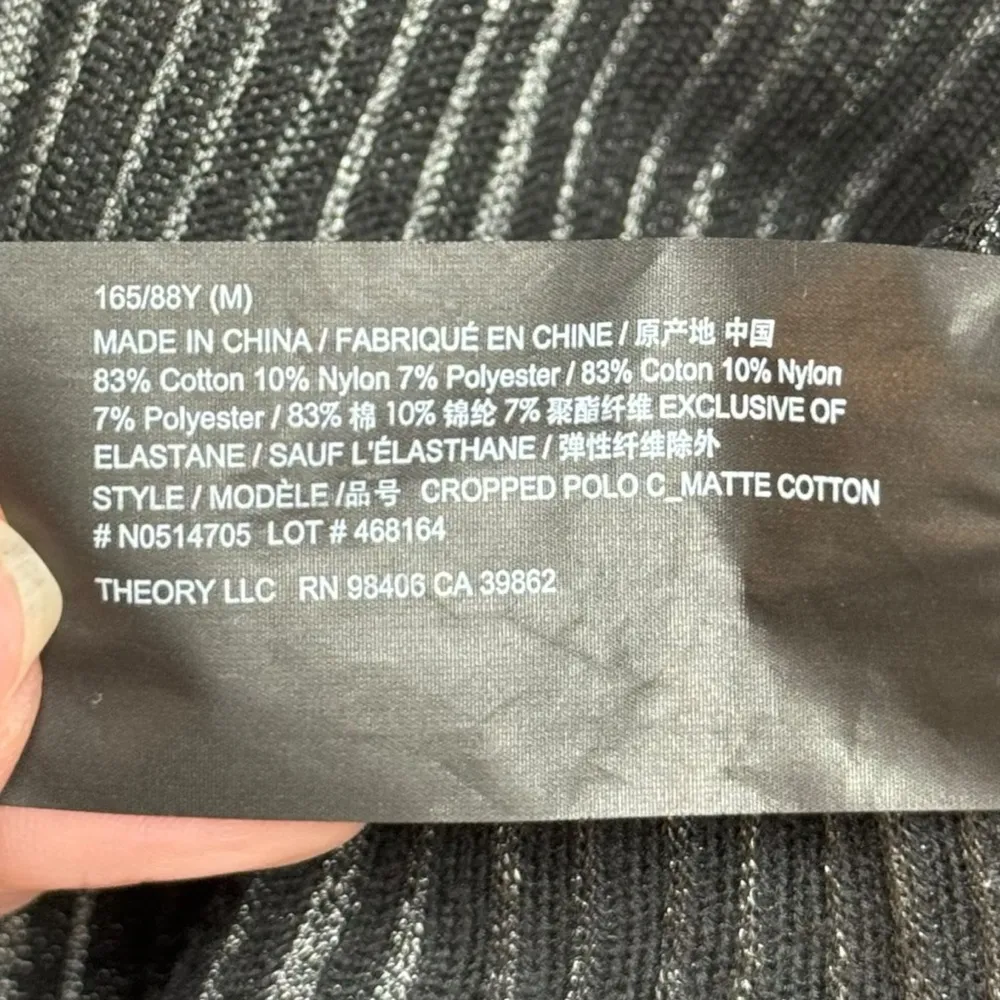 165/88Y (M)
MADE IN CHINA / FABRIQUÉ EN CHINE / 原产地 中国
83% Cotton 10% Nylon 7% Polyester / 83% Coton 10% Nylon
7% Polyester / 83% 棉 10% 锦纶 7% 聚酯纤维 EXCLUSIVE OF
ELASTANE / SAUF L'ÉLASTHANE / 弹性纤维除外
STYLE / MODÈLE /品号 CROPPED POLO C_MATTE COTTON
# N0514705 LOT # 468164
THEORY LLC RN 98406 CA 39862